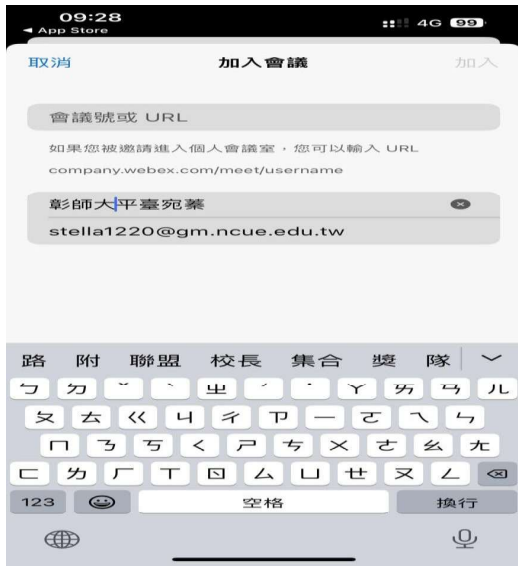 09:28
4G 99
◀ App Store
取消 加入會議 加入
會議號或 URL
如果您被邀請進入個人會議室，您可以輸入 URL
company.webex.com/meet/username
彰師大平臺宛蓁
stella1220@gm.ncue.edu.tw
路 附 聯盟 校長 集合 獎 隊
ㄅ ㄉ ˇ ˋ ㄓ ˊ ˙ ㄚ ㄞ ㄢ ㄦ
ㄆ ㄊ ㄍ ㄐ ㄔ ㄗ ㄧ ㄛ ㄟ ㄣ
ㄇ ㄋ ㄎ ㄑ ㄕ ㄘ ㄨ ㄜ ㄠ ㄤ
ㄈ ㄌ ㄏ ㄒ ㄖ ㄙ ㄩ ㄝ ㄡ ㄥ
123 空格 換行